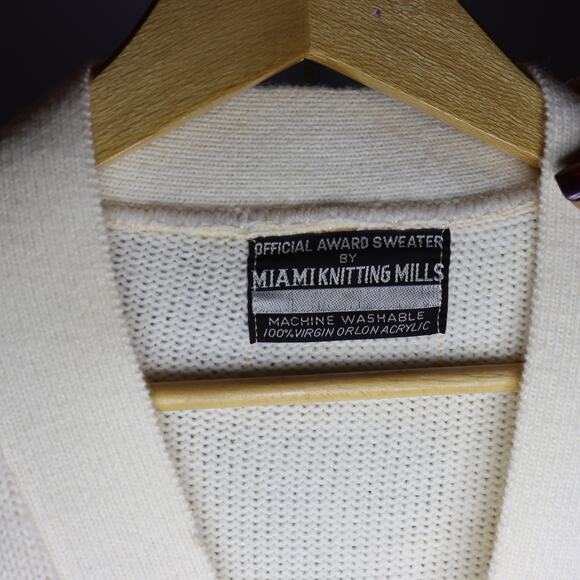 OFFICIAL AWARD SWEATER
BY
MIAMI KNITTING MILLS
MACHINE WASHABLE
100% VIRGIN ORLON ACRYLIC